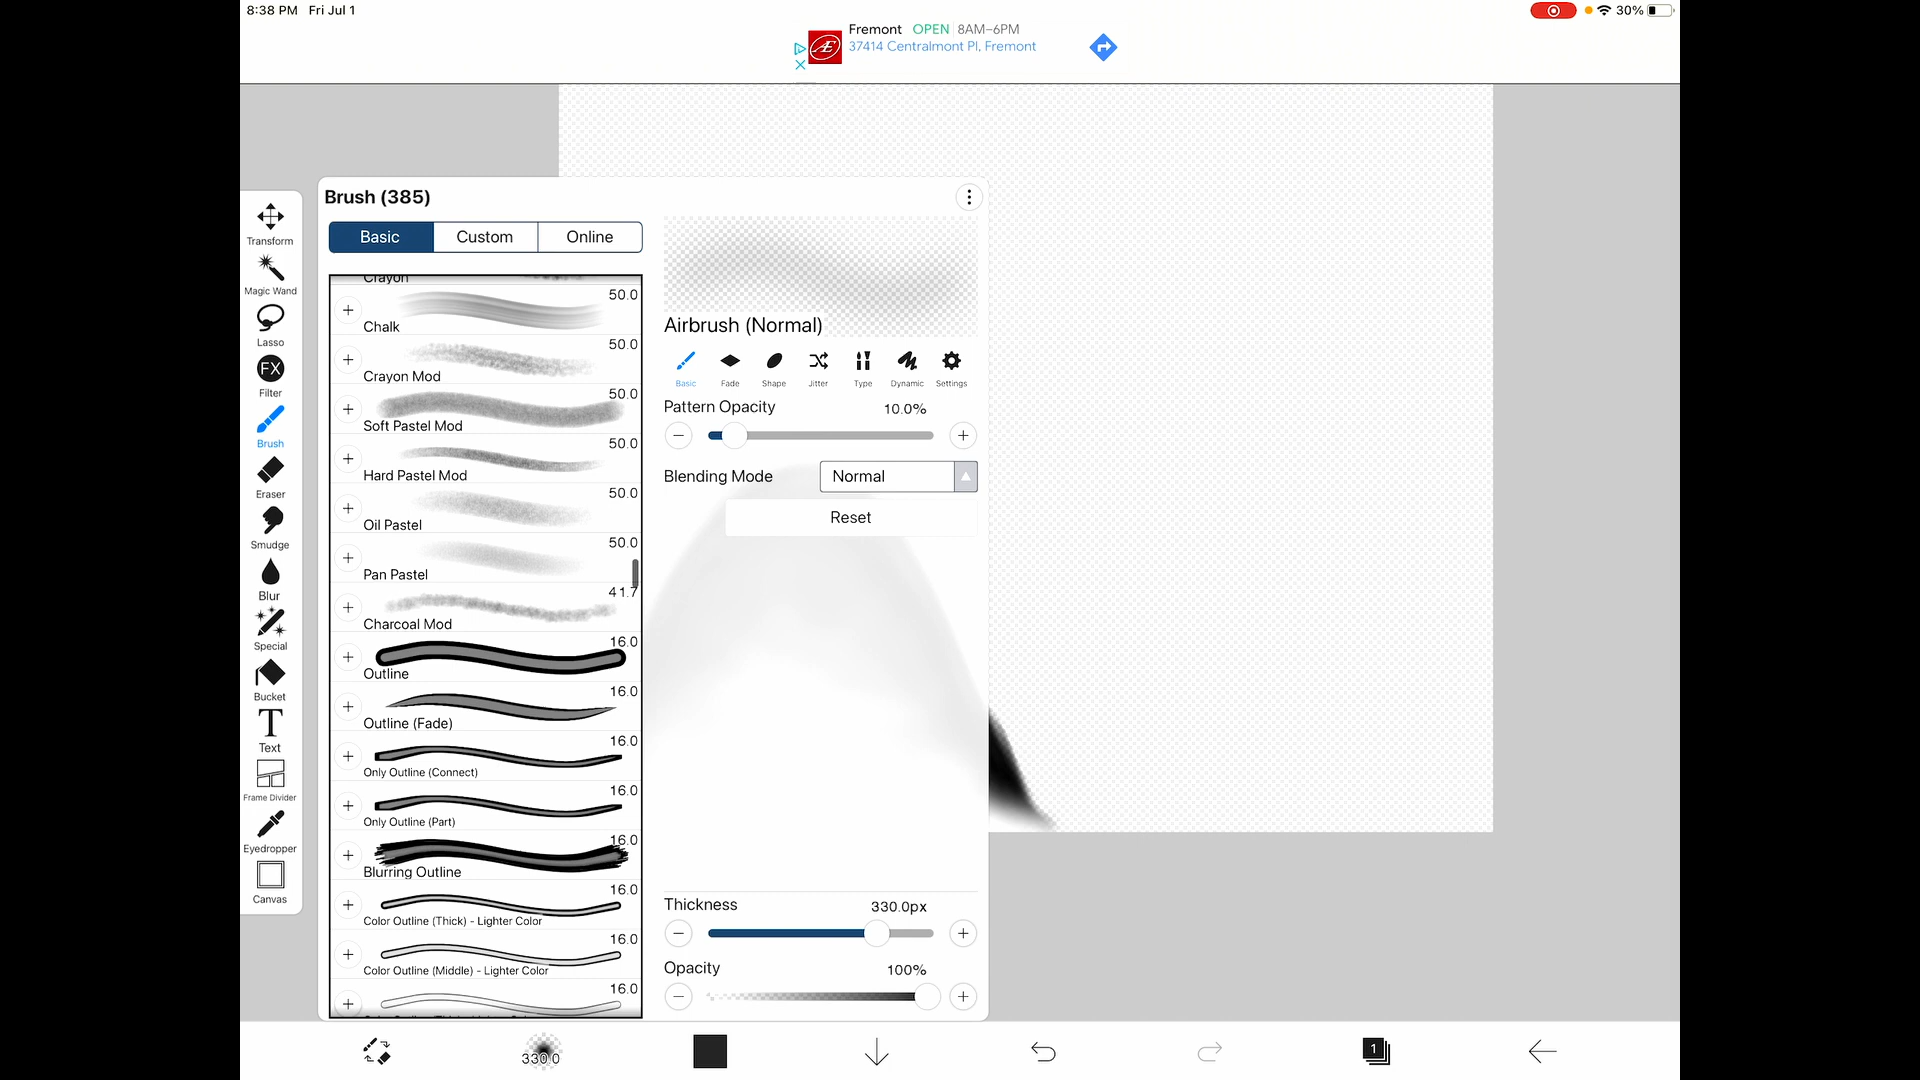 8:38 PM Fri Jul 1
30%
Fremont OPEN 8AM–6PM
37414 Centralmont Pl, Fremont
Transform
Magic Wand
Lasso
FX
Filter
Brush
Eraser
Smudge
Blur
Special
Bucket
T
Text
Frame Divider
Eyedropper
Canvas
Brush (385)
Basic Custom Online
Crayon
50.0
Chalk
50.0
Crayon Mod
50.0
Soft Pastel Mod
50.0
Hard Pastel Mod
50.0
Oil Pastel
50.0
Pan Pastel
41.7
Charcoal Mod
16.0
Outline
16.0
Outline (Fade)
16.0
Only Outline (Connect)
16.0
Only Outline (Part)
16.0
Blurring Outline
16.0
Color Outline (Thick) - Lighter Color
16.0
Color Outline (Middle) - Lighter Color
16.0
Airbrush (Normal)
Basic Fade Shape Jitter Type Dynamic Settings
Pattern Opacity 10.0%
Blending Mode Normal
Reset
Thickness 330.0px
Opacity 100%
330.0
1